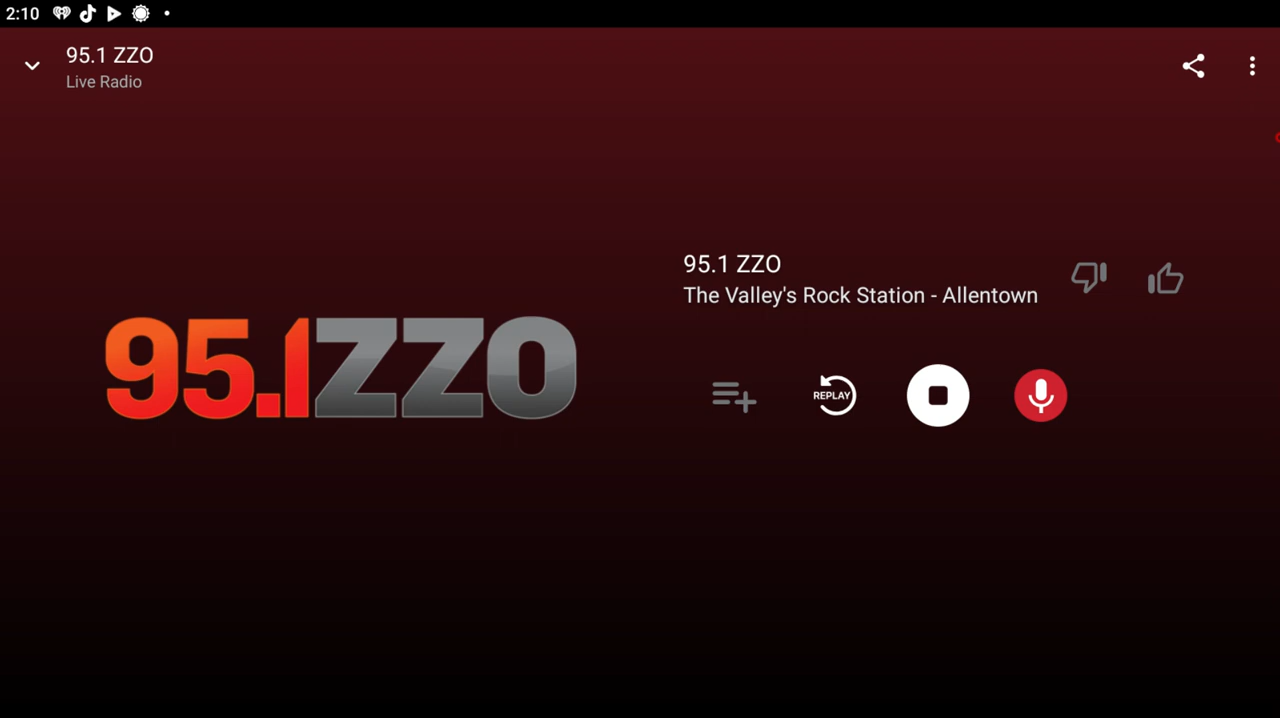 2:10
95.1 ZZO
Live Radio
95.1 ZZO
The Valley's Rock Station - Allentown
95.1ZZO
REPLAY